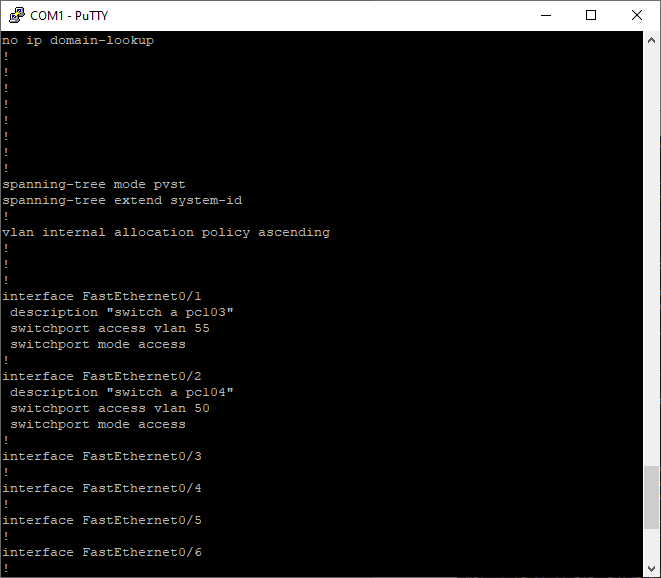 COM1 - PuTTY
no ip domain-lookup
!
!
!
!
!
!
!
!
spanning-tree mode pvst
spanning-tree extend system-id
!
vlan internal allocation policy ascending
!
!
!
interface FastEthernet0/1
 description "switch a pc103"
 switchport access vlan 55
 switchport mode access
!
interface FastEthernet0/2
 description "switch a pc104"
 switchport access vlan 50
 switchport mode access
!
interface FastEthernet0/3
!
interface FastEthernet0/4
!
interface FastEthernet0/5
!
interface FastEthernet0/6
!